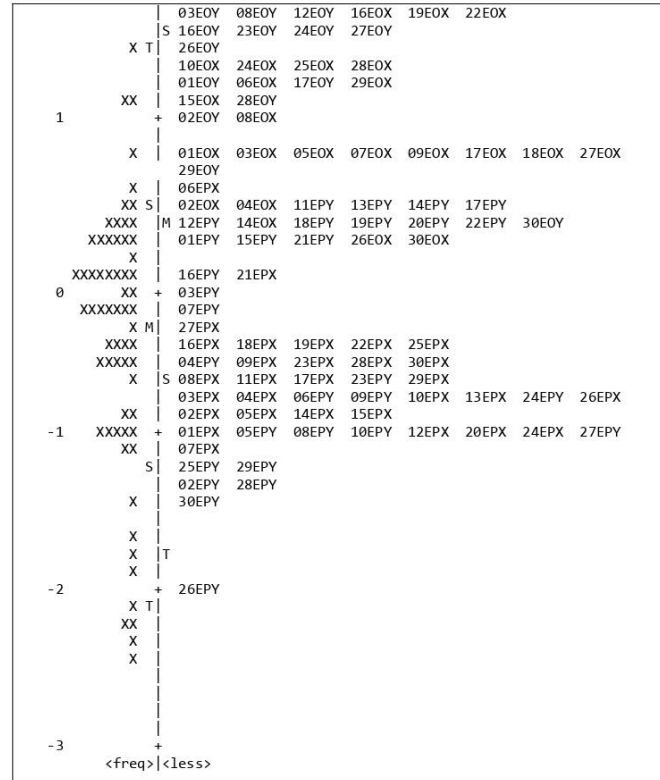 | 03EOY 08EOY 12EOY 16EOX 19EOX 22EOX
|S 16EOY 23EOY 24EOY 27EOY
X T| 26EOY
| 10EOX 24EOX 25EOX 28EOX
| 01EOY 06EOX 17EOY 29EOX
XX | 15EOX 28EOY
1 + 02EOY 08EOX
|
X | 01EOX 03EOX 05EOX 07EOX 09EOX 17EOX 18EOX 27EOX
29EOY
X | 06EPX
XX S| 02EOX 04EOX 11EPY 13EPY 14EPY 17EPY
XXXX |M 12EPY 14EOX 18EPY 19EPY 20EPY 22EPY 30EOY
XXXXXX | 01EPY 15EPY 21EPY 26EOX 30EOX
X |
XXXXXXXX | 16EPY 21EPX
0 XX + 03EPY
XXXXXXX | 07EPY
X M| 27EPX
XXXX | 16EPX 18EPX 19EPX 22EPX 25EPX
XXXXX | 04EPY 09EPX 23EPX 28EPX 30EPX
X |S 08EPX 11EPX 17EPX 23EPY 29EPX
| 03EPX 04EPX 06EPY 09EPY 10EPX 13EPX 24EPY 26EPX
XX | 02EPX 05EPX 14EPX 15EPX
-1 XXXXX + 01EPX 05EPY 08EPY 10EPY 12EPX 20EPX 24EPX 27EPY
XX | 07EPX
S| 25EPY 29EPY
| 02EPY 28EPY
X | 30EPY
|
X |
X |T
X |
-2 + 26EPY
X T|
XX |
X |
X |
|
|
|
|
-3 +
<freq>|<less>